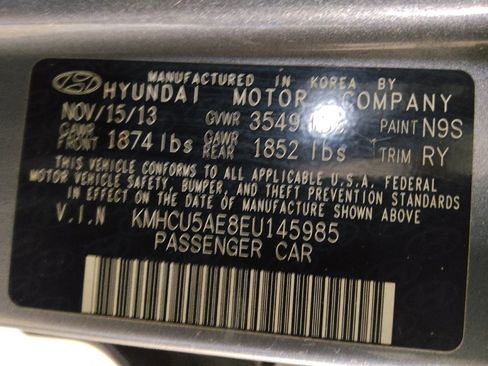 MANUFACTURED IN KOREA BY
HYUNDAI MOTOR COMPANY
NOV/15/13 GVWR 3549 PAINT N9S
GAWR FRONT 1874 lbs GAWR REAR 1852 lbs TRIM RY
THIS VEHICLE CONFORMS TO ALL APPLICABLE U.S.A. FEDERAL
MOTOR VEHICLE SAFETY, BUMPER, AND THEFT PREVENTION STANDARDS
IN EFFECT ON THE DATE OF MANUFACTURE SHOWN ABOVE
V.I.N KMHCU5AE8EU145985
PASSENGER CAR